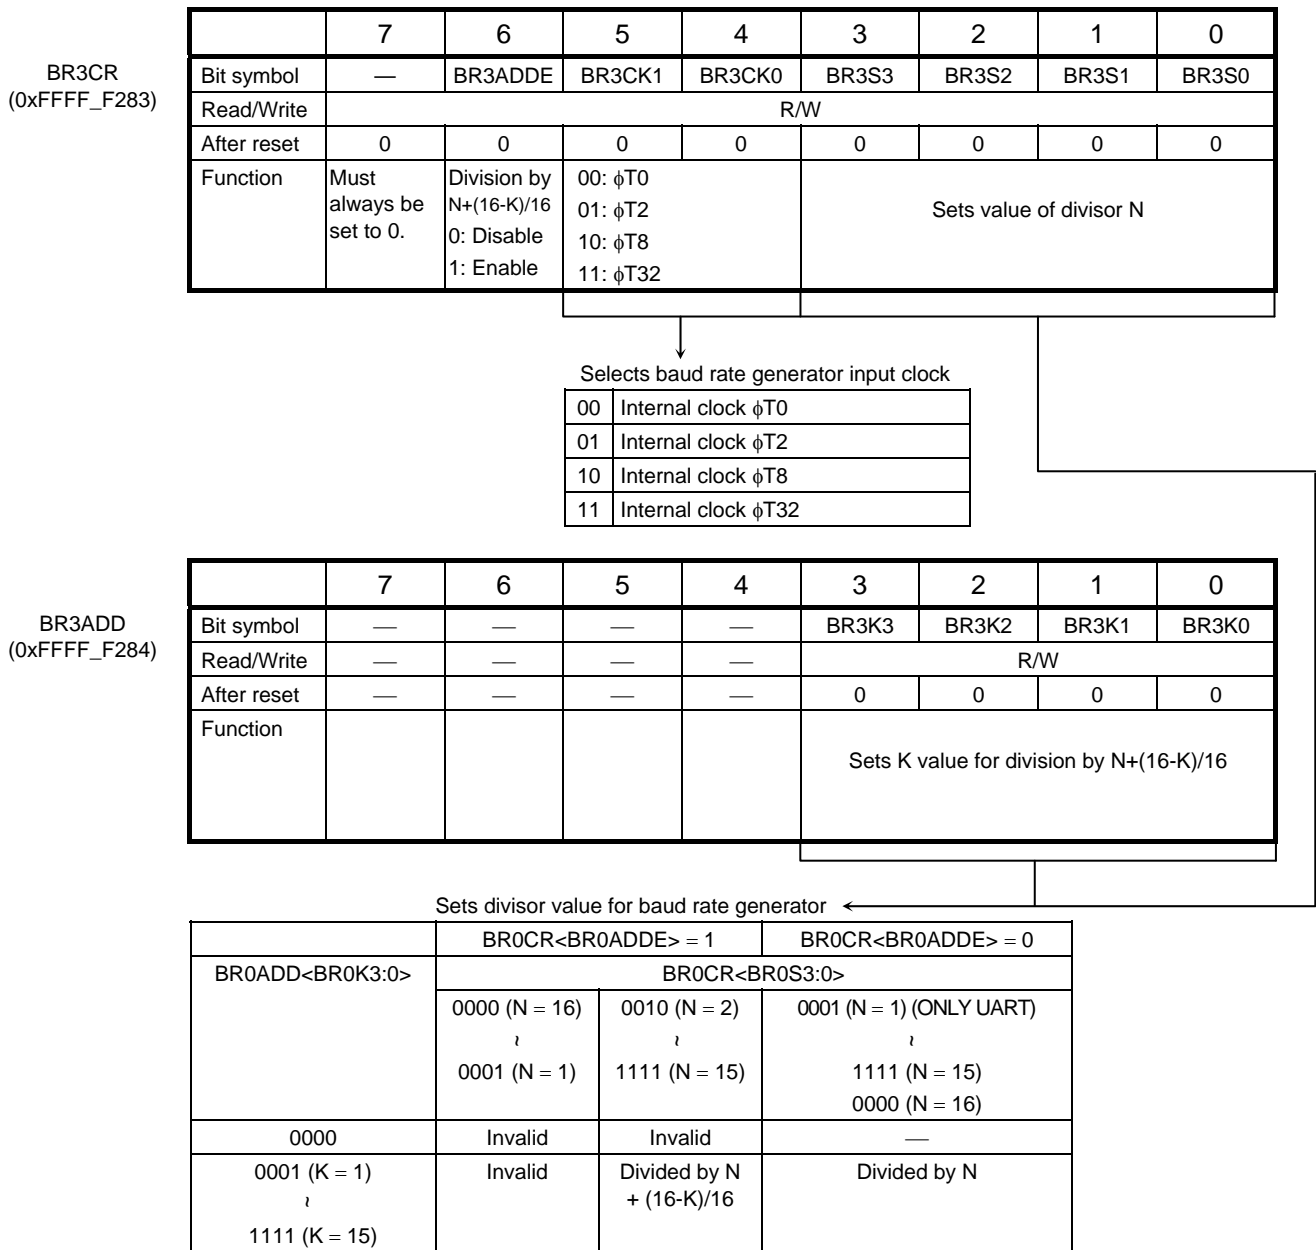 7 6 5 4 3 2 1 0
BR3CR
(0xFFFF_F283)
Bit symbol — BR3ADDE BR3CK1 BR3CK0 BR3S3 BR3S2 BR3S1 BR3S0
Read/Write R/W
After reset 0 0 0 0 0 0 0 0
Function
Must
always be
set to 0.
Division by
N+(16-K)/16
0: Disable
1: Enable
00: ϕT0
01: ϕT2
10: ϕT8
11: ϕT32
Sets value of divisor N
Selects baud rate generator input clock
00 Internal clock ϕT0
01 Internal clock ϕT2
10 Internal clock ϕT8
11 Internal clock ϕT32
7 6 5 4 3 2 1 0
BR3ADD
(0xFFFF_F284)
Bit symbol — — — — BR3K3 BR3K2 BR3K1 BR3K0
Read/Write — — — — R/W
After reset — — — — 0 0 0 0
Function
Sets K value for division by N+(16-K)/16
Sets divisor value for baud rate generator
BR0CR<BR0ADDE> = 1 BR0CR<BR0ADDE> = 0
BR0ADD<BR0K3:0> BR0CR<BR0S3:0>
0000 (N = 16) 0010 (N = 2) 0001 (N = 1) (ONLY UART)
≀ ≀ ≀
0001 (N = 1) 1111 (N = 15) 1111 (N = 15)
0000 (N = 16)
0000 Invalid Invalid —
0001 (K = 1) Invalid Divided by N Divided by N
≀ + (16-K)/16
1111 (K = 15)